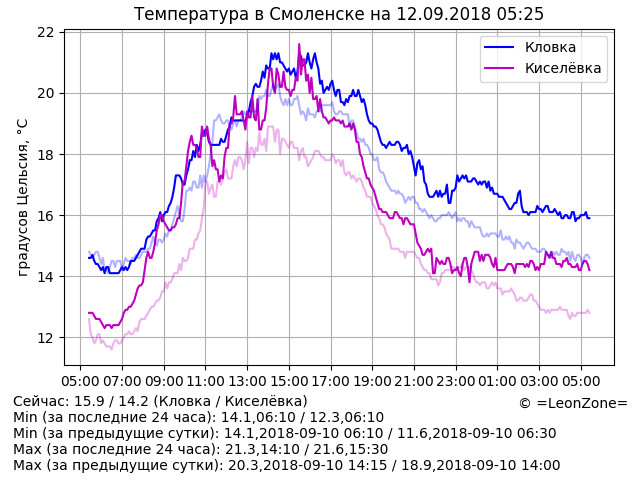 Температура в Смоленске на 12.09.2018 05:25
22
20
18
16
14
12
градусов Цельсия, °C
Кловка
Киселёвка
05:00 07:00 09:00 11:00 13:00 15:00 17:00 19:00 21:00 23:00 01:00 03:00 05:00
Сейчас: 15.9 / 14.2 (Кловка / Киселёвка)
© =LeonZone=
Min (за последние 24 часа): 14.1,06:10 / 12.3,06:10
Min (за предыдущие сутки): 14.1,2018-09-10 06:10 / 11.6,2018-09-10 06:30
Max (за последние 24 часа): 21.3,14:10 / 21.6,15:30
Max (за предыдущие сутки): 20.3,2018-09-10 14:15 / 18.9,2018-09-10 14:00